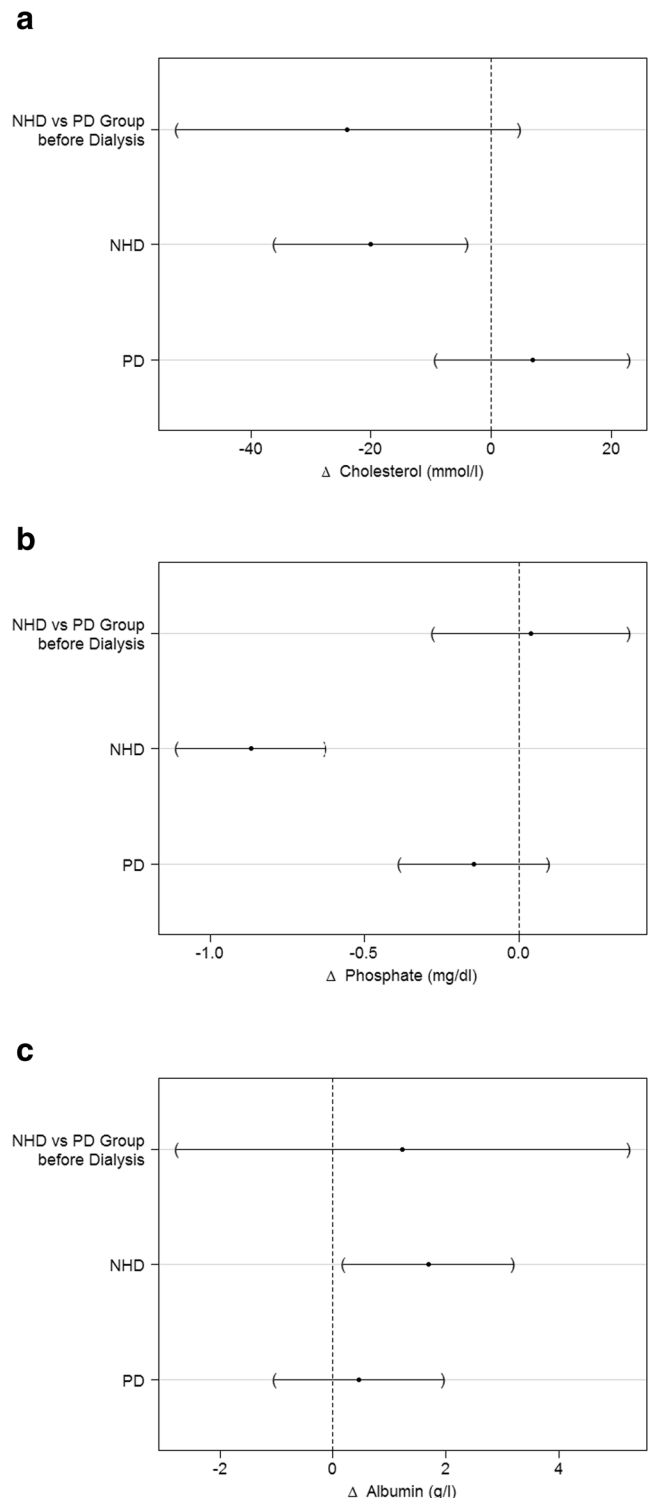 a
NHD vs PD Group
before Dialysis
NHD
PD
-40 -20 0 20
Δ Cholesterol (mmol/l)
b
NHD vs PD Group
before Dialysis
NHD
PD
-1.0 -0.5 0.0
Δ Phosphate (mg/dl)
c
NHD vs PD Group
before Dialysis
NHD
PD
-2 0 2 4
Δ Albumin (g/l)